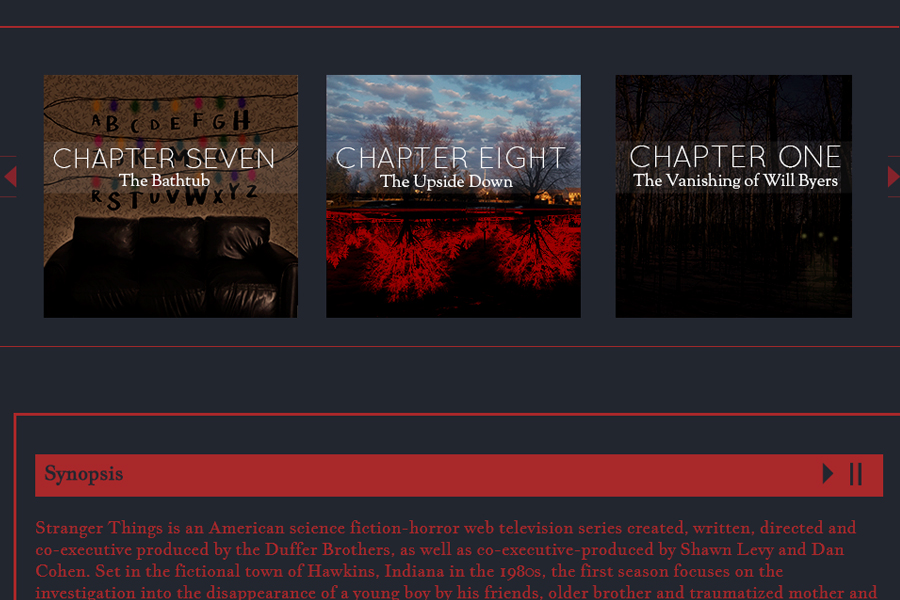 A B C D E F G H
R S T U V W X Y Z
CHAPTER SEVEN
The Bathtub
CHAPTER EIGHT
The Upside Down
CHAPTER ONE
The Vanishing of Will Byers
Synopsis
Stranger Things is an American science fiction-horror web television series created, written, directed and
co-executive produced by the Duffer Brothers, as well as co-executive-produced by Shawn Levy and Dan
Cohen. Set in the fictional town of Hawkins, Indiana in the 1980s, the first season focuses on the
investigation into the disappearance of a young boy by his friends, older brother and traumatized mother and